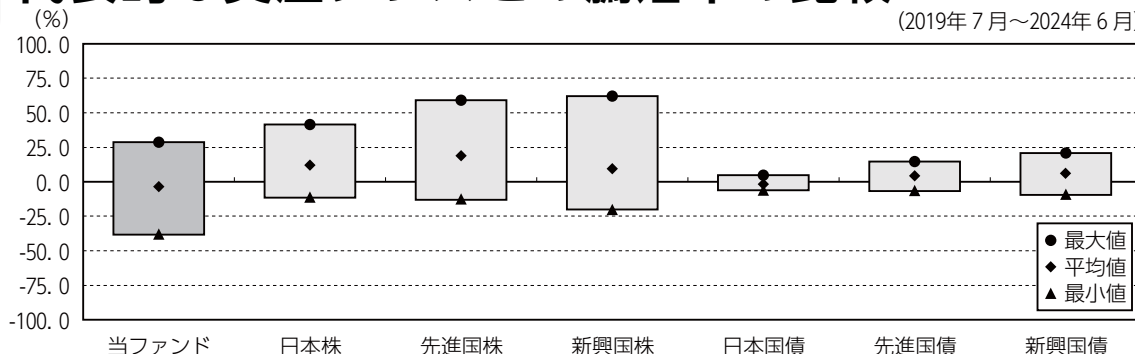 (%)
(2019年7月～2024年6月)
100.0
75.0
50.0
25.0
0.0
-25.0
-50.0
-75.0
-100.0
● 最大値
◆ 平均値
▲ 最小値
当ファンド 日本株 先進国株 新興国株 日本国債 先進国債 新興国債